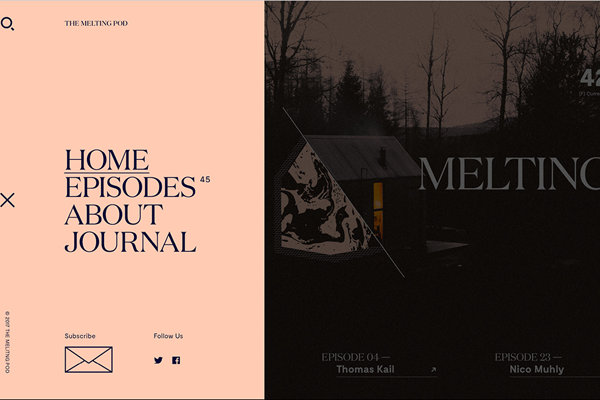 THE MELTING POD
HOME
EPISODES 45
ABOUT
JOURNAL
Subscribe
Follow Us
© 2017 THE MELTING POD
42
MELTING
EPISODE 04 —
Thomas Kail
EPISODE 23 —
Nico Muhly